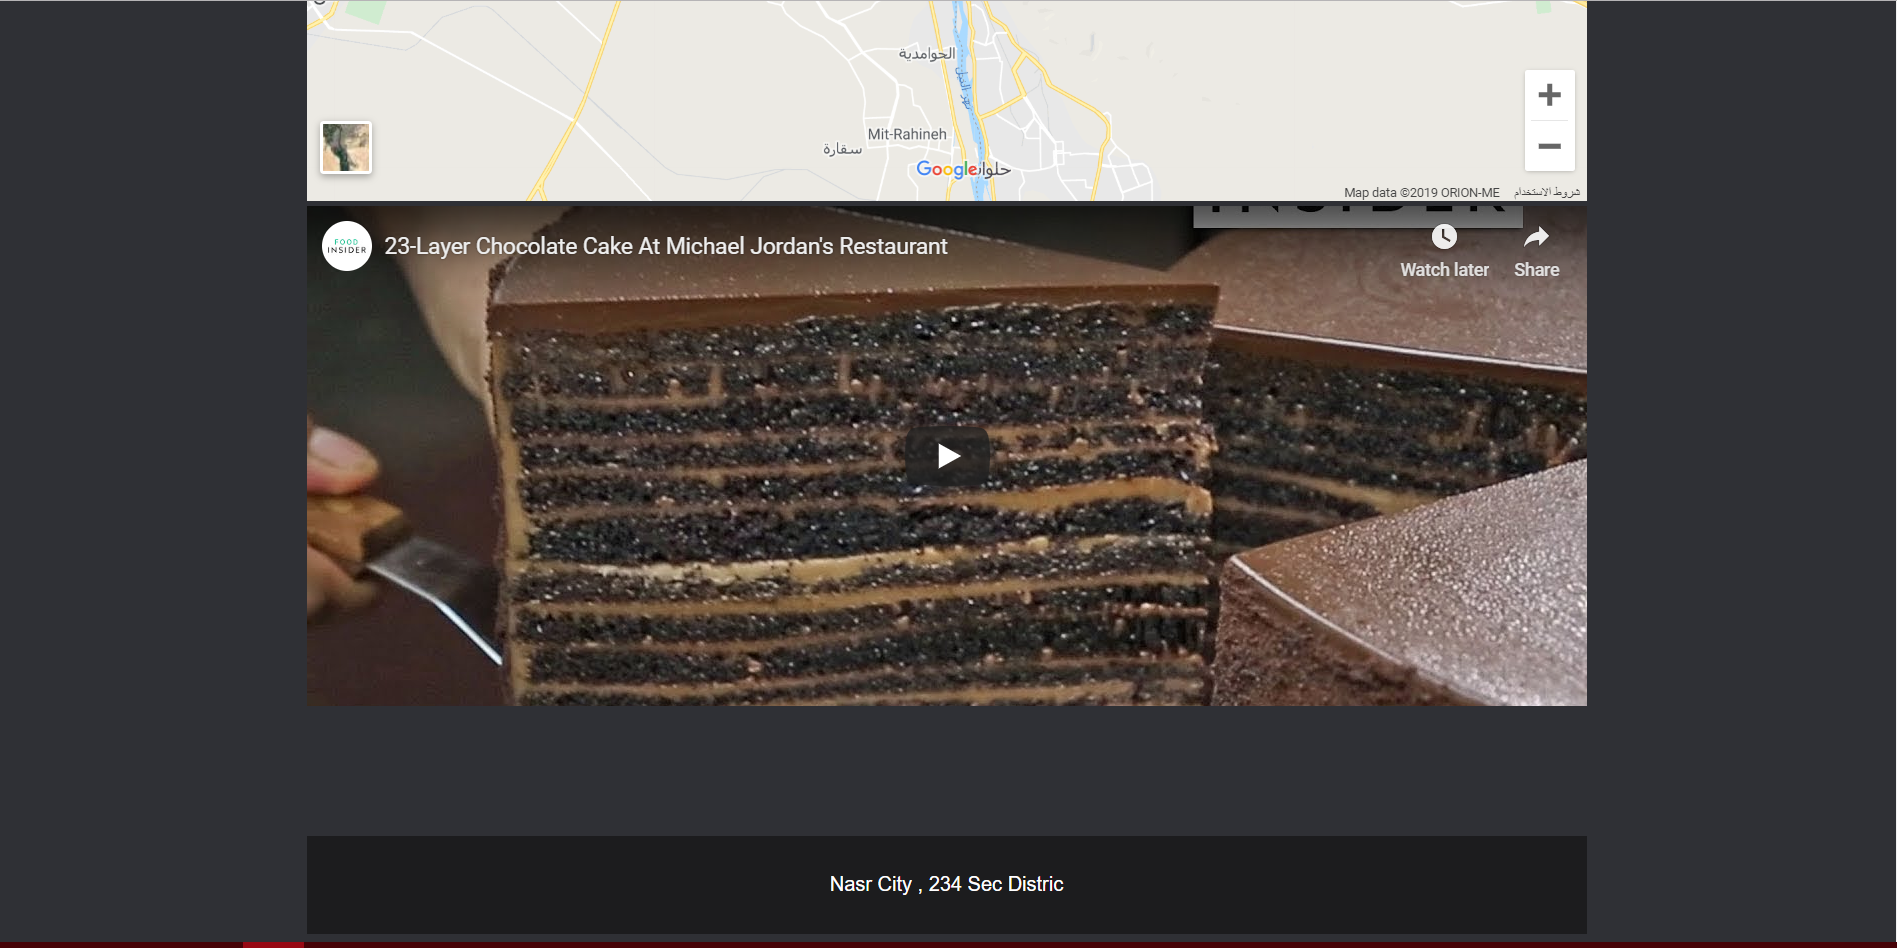 الحوامدية
نهر النيل
Mit-Rahineh
سقارة
Google
Map data ©2019 ORION-ME شروط الاستخدام
INSIDER
FOOD
INSIDER
23-Layer Chocolate Cake At Michael Jordan's Restaurant
Watch later
Share
Nasr City , 234 Sec Distric